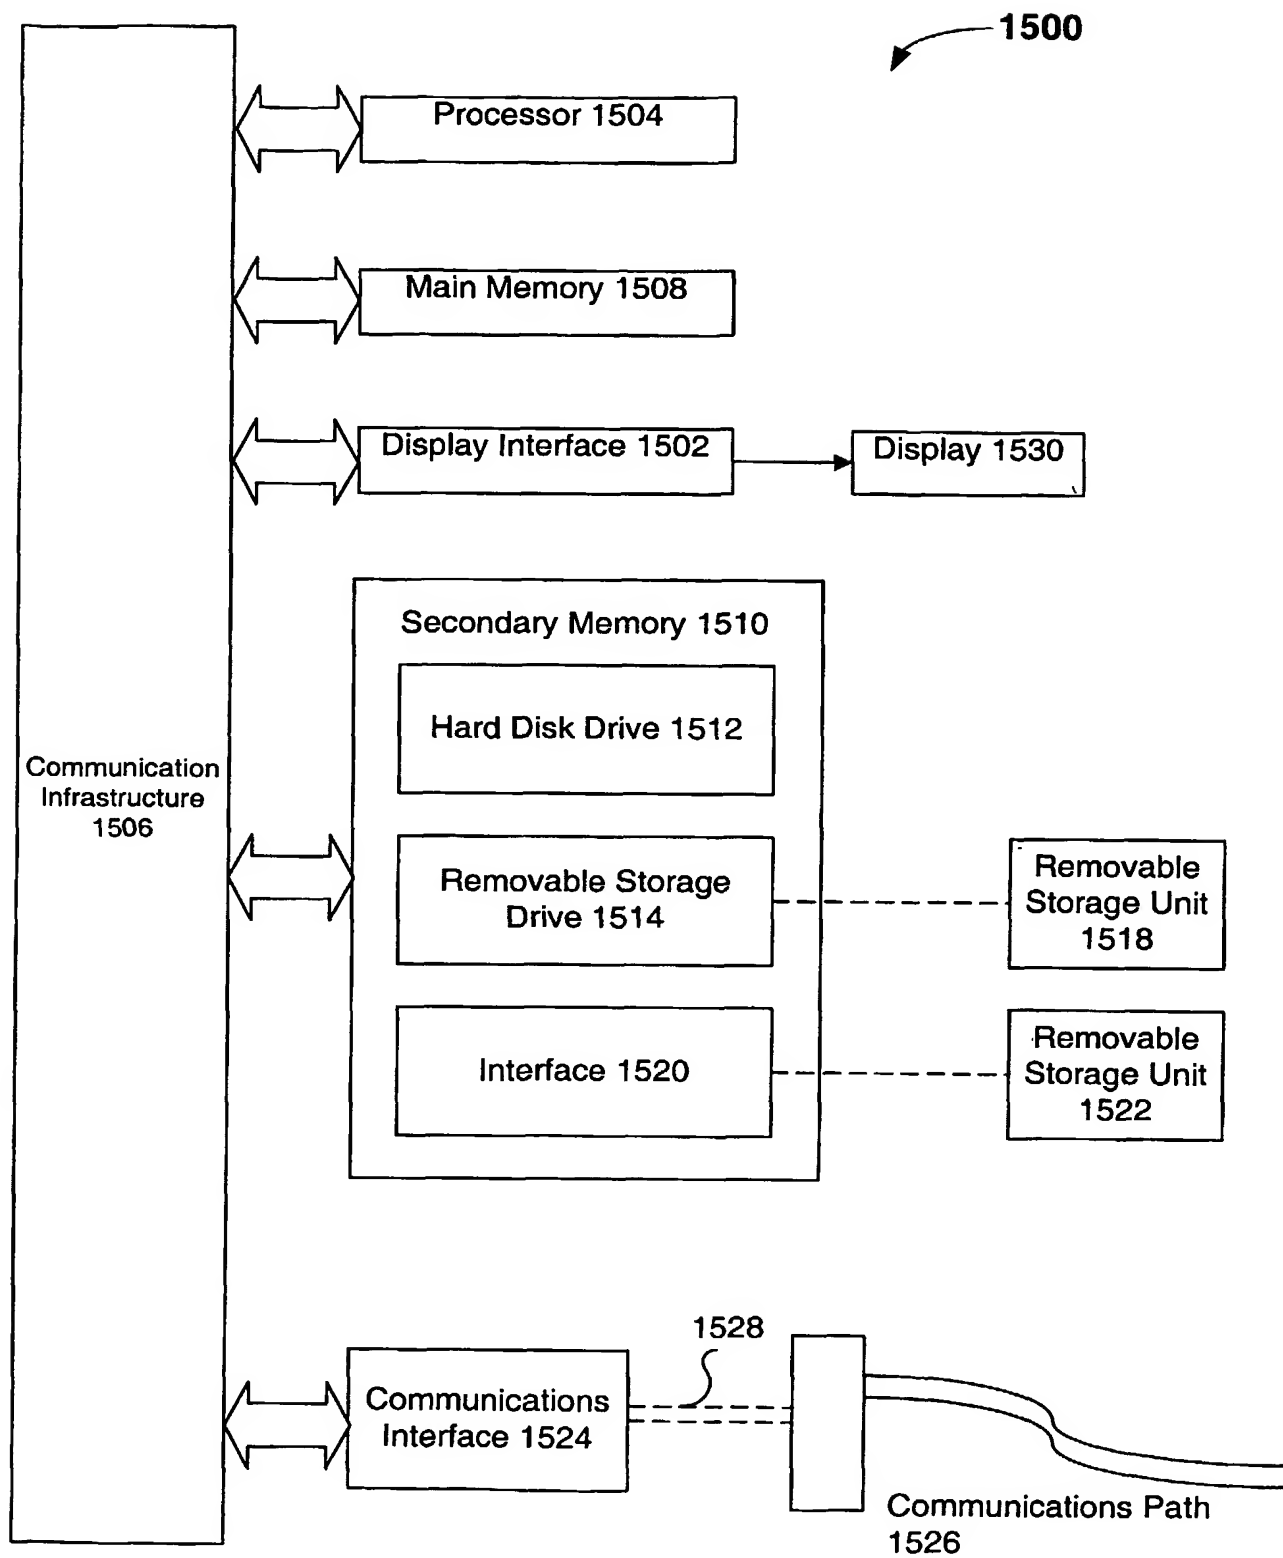 1500
Processor 1504
Main Memory 1508
Display Interface 1502
Display 1530
Secondary Memory 1510
Hard Disk Drive 1512
Communication
Infrastructure
1506
Removable Storage
Drive 1514
Removable
Storage Unit
1518
Interface 1520
Removable
Storage Unit
1522
1528
Communications
Interface 1524
Communications Path
1526